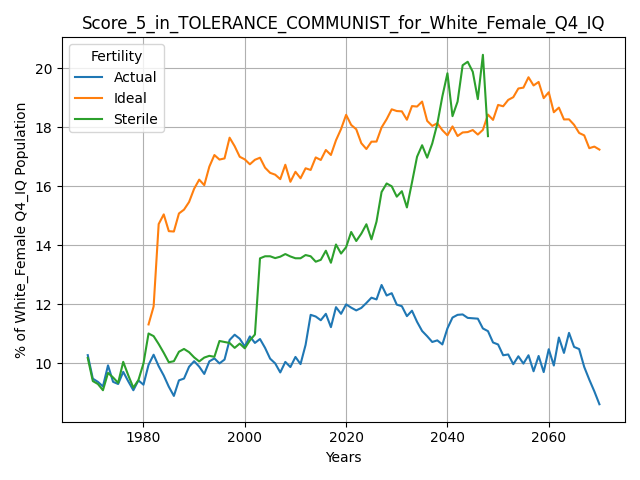 Score_5_in_TOLERANCE_COMMUNIST_for_White_Female_Q4_IQ
Fertility
Actual
Ideal
Sterile
% of White_Female Q4_IQ Population
20
18
16
14
12
10
1980
2000
2020
2040
2060
Years